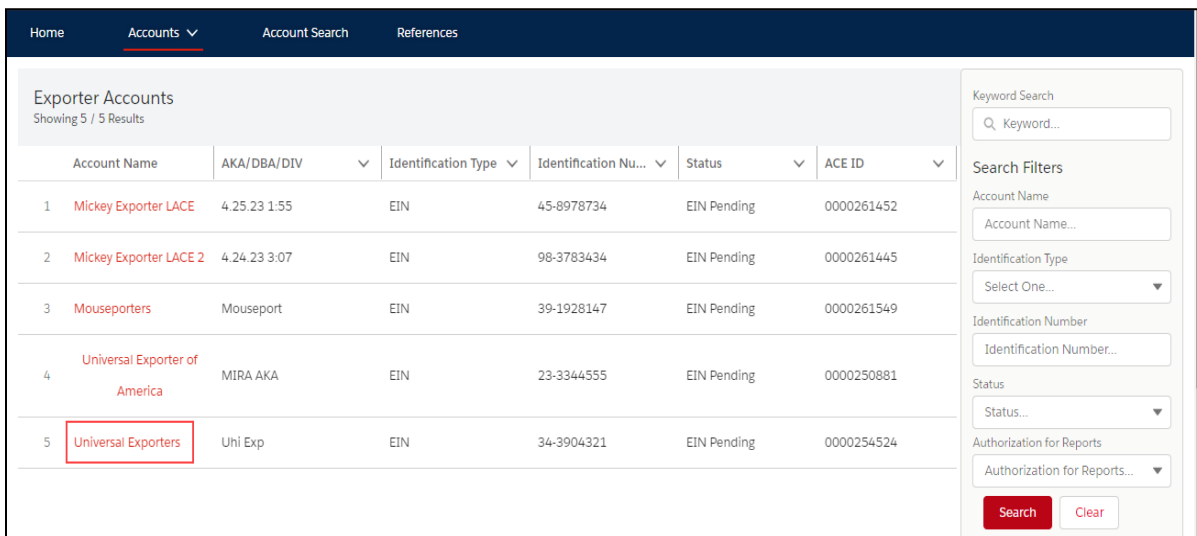 Home Accounts Account Search References
Exporter Accounts
Showing 5 / 5 Results
Account Name AKA/DBA/DIV Identification Type Identification Nu... Status ACE ID
1 Mickey Exporter LACE 4.25.23 1:55 EIN 45-8978734 EIN Pending 0000261452
2 Mickey Exporter LACE 2 4.24.23 3:07 EIN 98-3783434 EIN Pending 0000261445
3 Mouseporters Mouseport EIN 39-1928147 EIN Pending 0000261549
Universal Exporter of
4 MIRA AKA EIN 23-3344555 EIN Pending 0000250881
America
5 Universal Exporters Uhi Exp EIN 34-3904321 EIN Pending 0000254524
Keyword Search
Keyword...
Search Filters
Account Name
Account Name...
Identification Type
Select One...
Identification Number
Identification Number...
Status
Status...
Authorization for Reports
Authorization for Reports...
Search Clear